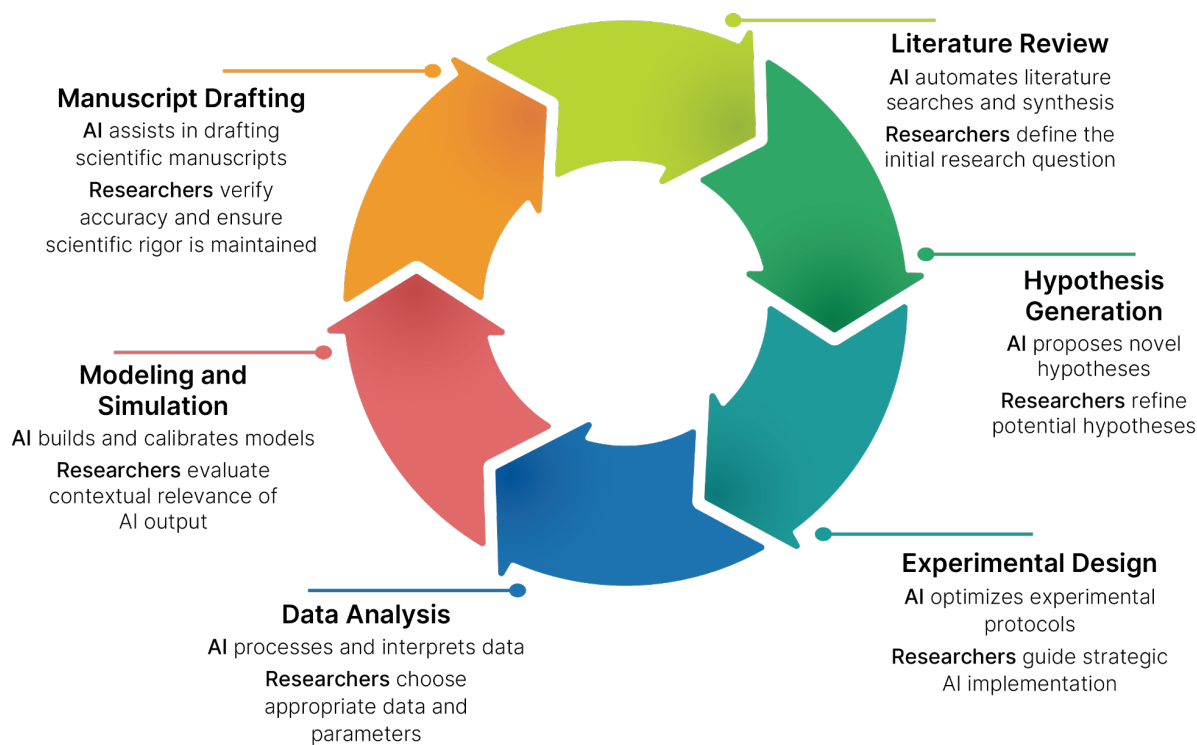 Literature Review
AI automates literature
searches and synthesis
Researchers define the
initial research question
Hypothesis
Generation
AI proposes novel
hypotheses
Researchers refine
potential hypotheses
Experimental Design
AI optimizes experimental
protocols
Researchers guide strategic
AI implementation
Data Analysis
AI processes and interprets data
Researchers choose
appropriate data and
parameters
Modeling and
Simulation
AI builds and calibrates models
Researchers evaluate
contextual relevance of
AI output
Manuscript Drafting
AI assists in drafting
scientific manuscripts
Researchers verify
accuracy and ensure
scientific rigor is maintained